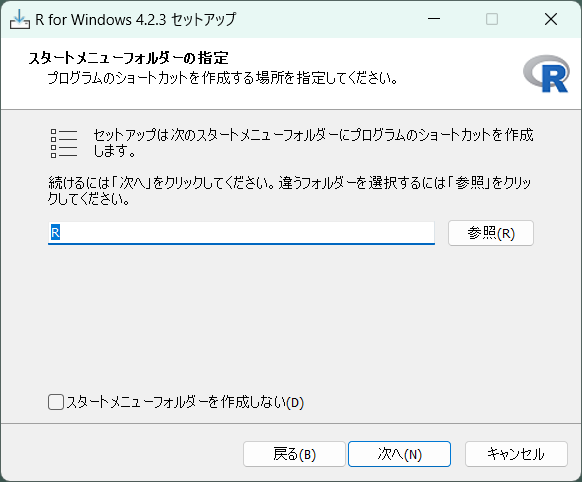 R for Windows 4.2.3 セットアップ
スタートメニューフォルダーの指定
プログラムのショートカットを作成する場所を指定してください。
R
セットアップは次のスタートメニューフォルダーにプログラムのショートカットを作成
します。
続けるには「次へ」をクリックしてください。違うフォルダーを選択するには「参照」をクリッ
クしてください。
R
参照(R)
スタートメニューフォルダーを作成しない(D)
戻る(B)
次へ(N)
キャンセル